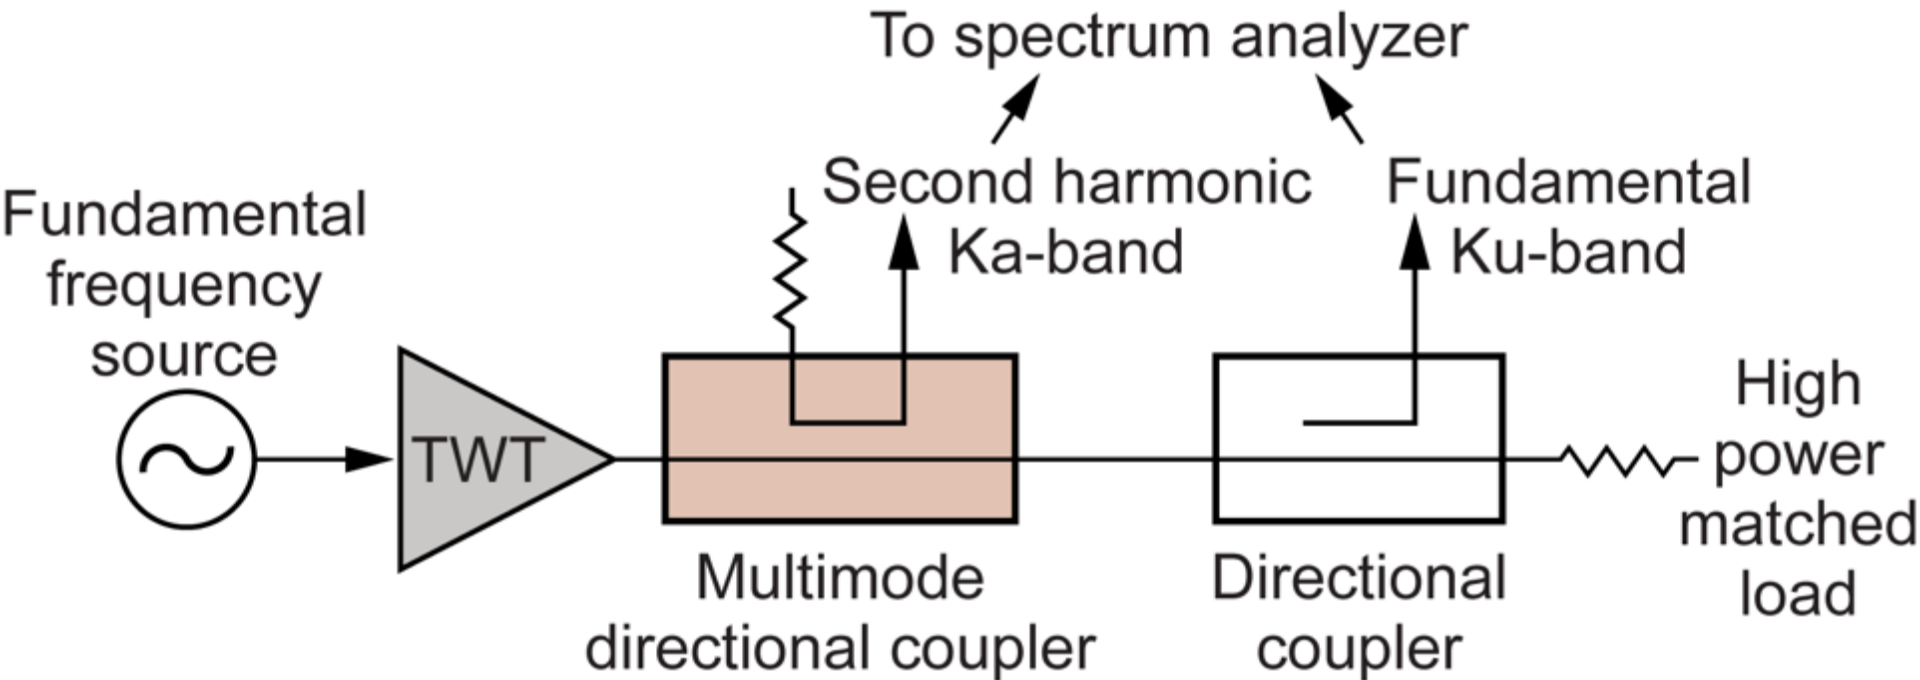 To spectrum analyzer
Second harmonic
Ka-band
Fundamental
Ku-band
Fundamental
frequency
source
TWT
Multimode
directional coupler
Directional
coupler
High
power
matched
load